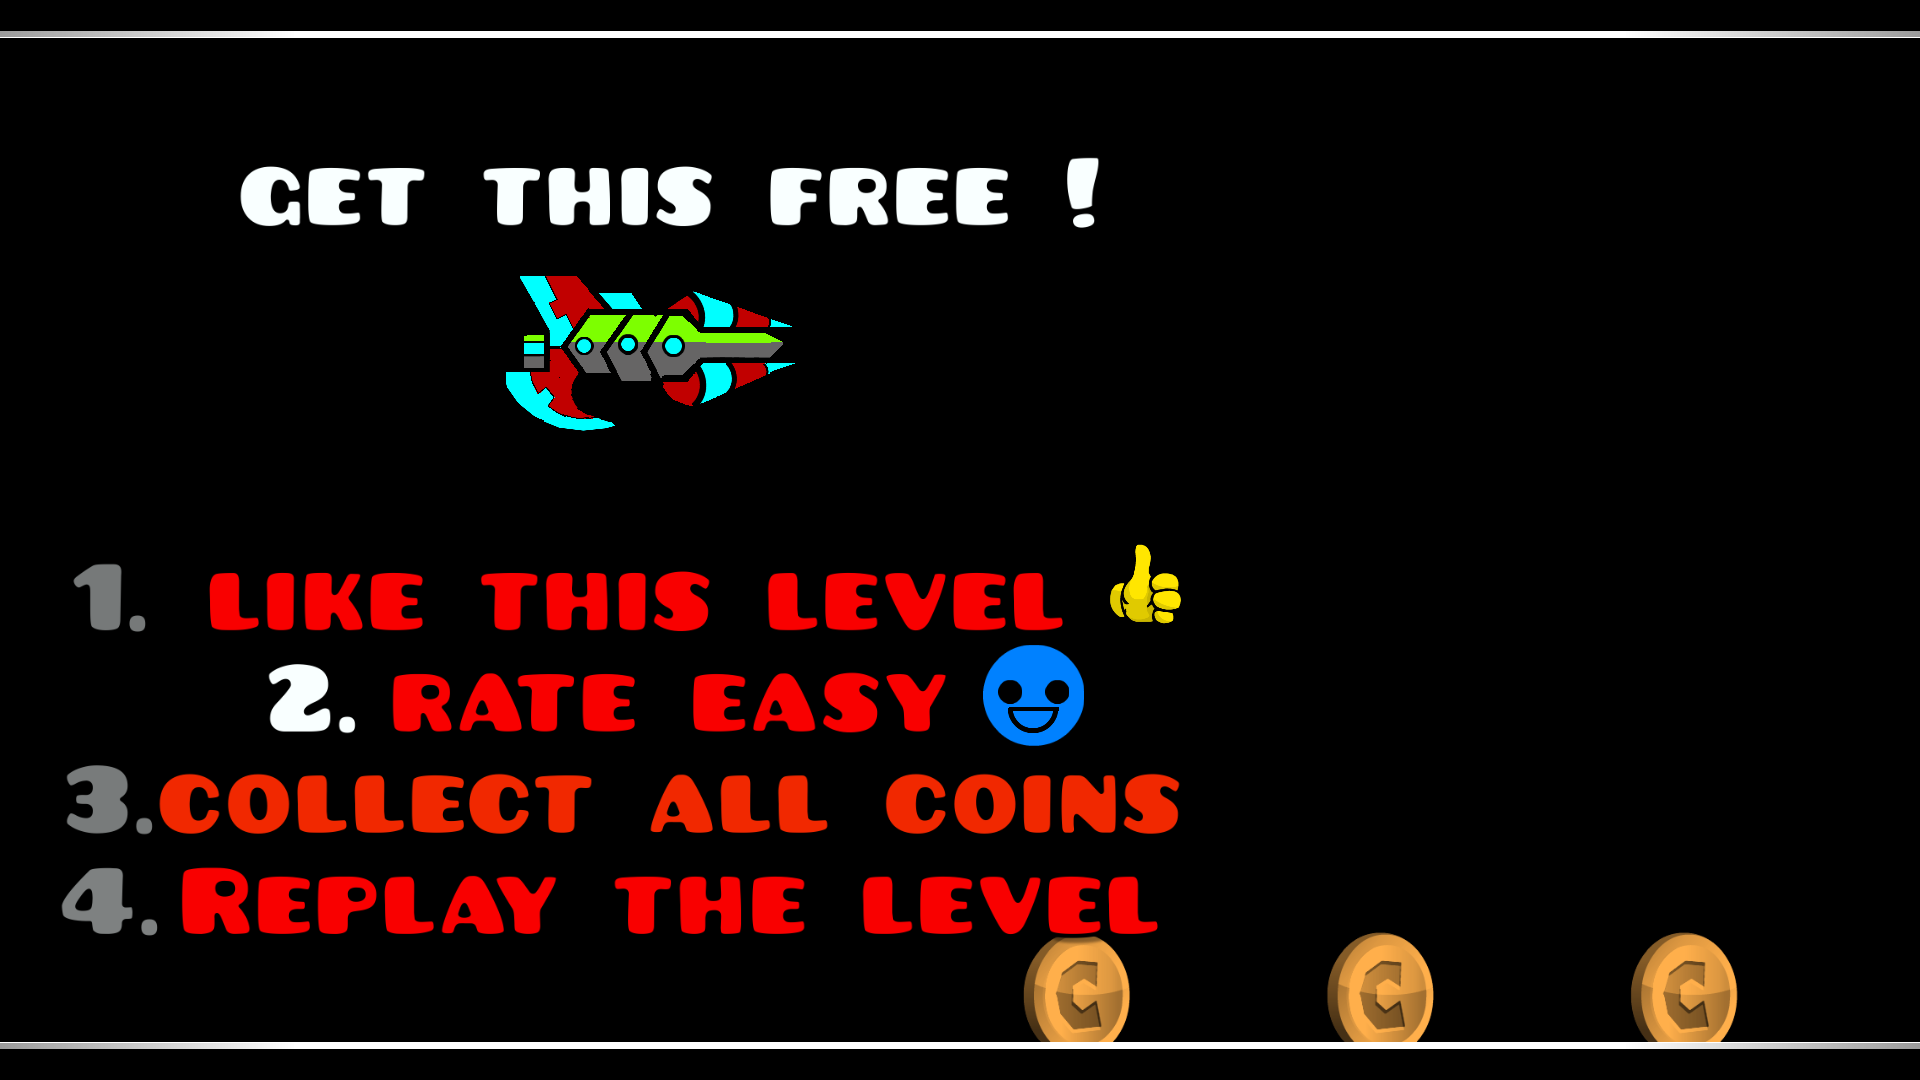 GET THIS FREE !
1. LIKE THIS LEVEL
2. RATE EASY
3.COLLECT ALL COINS
4. REPLAY THE LEVEL